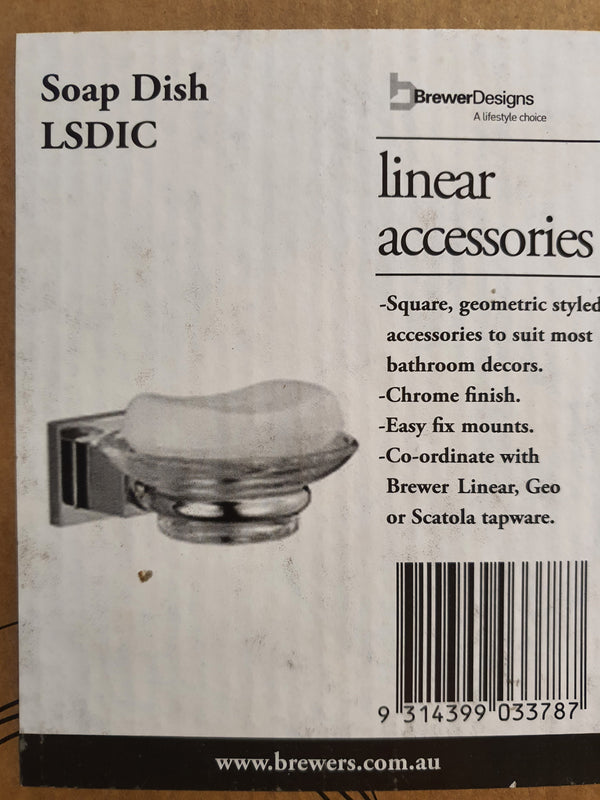 Soap Dish
LSDIC
BrewerDesigns
A lifestyle choice
linear
accessories
-Square, geometric styled
accessories to suit most
bathroom decors.
-Chrome finish.
-Easy fix mounts.
-Co-ordinate with
Brewer Linear, Geo
or Scatola tapware.
9 314399 033787
www.brewers.com.au